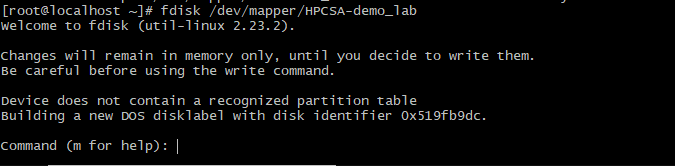 [root@localhost ~]# fdisk /dev/mapper/HPCSA-demo_lab
Welcome to fdisk (util-linux 2.23.2).
Changes will remain in memory only, until you decide to write them.
Be careful before using the write command.
Device does not contain a recognized partition table
Building a new DOS disklabel with disk identifier 0x519fb9dc.
Command (m for help):